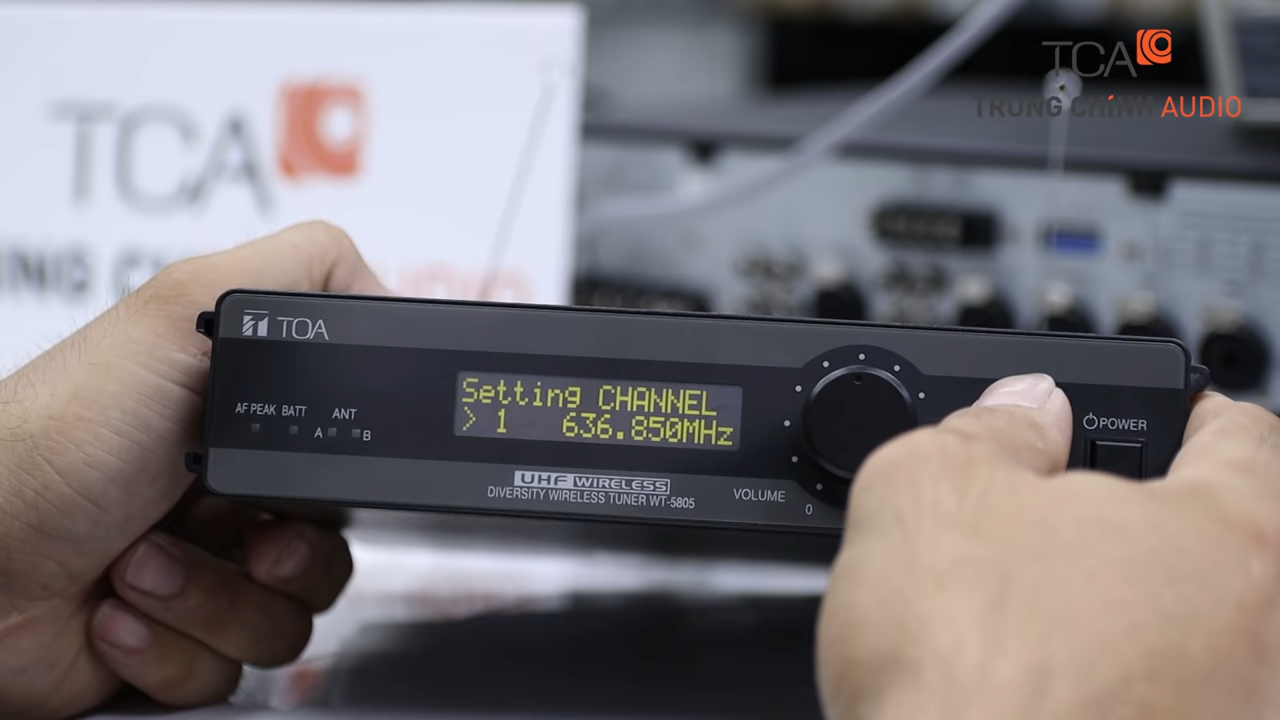 TCA
TRUNG CHÍNH AUDIO
TCA
TOA
AF PEAK BATT ANT
A B
Setting CHANNEL
> 1 636.850MHz
UHF WIRELESS
DIVERSITY WIRELESS TUNER WT-5805
VOLUME
0
POWER